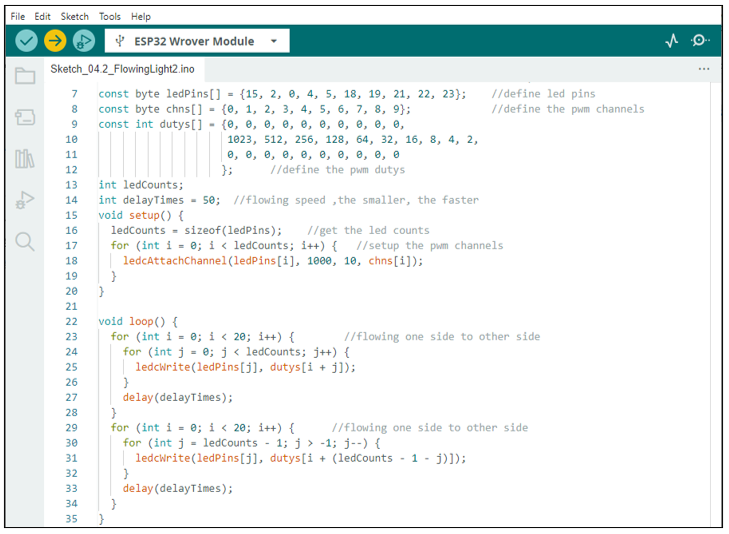 File Edit Sketch Tools Help
ESP32 Wrover Module
Sketch_04.2_FlowingLight2.ino
7 const byte ledPins[] = {15, 2, 0, 4, 5, 18, 19, 21, 22, 23}; //define led pins
8 const byte chns[] = {0, 1, 2, 3, 4, 5, 6, 7, 8, 9}; //define the pwm channels
9 const int dutys[] = {0, 0, 0, 0, 0, 0, 0, 0, 0, 0,
10 1023, 512, 256, 128, 64, 32, 16, 8, 4, 2,
11 0, 0, 0, 0, 0, 0, 0, 0, 0, 0
12 }; //define the pwm dutys
13 int ledCounts;
14 int delayTimes = 50; //flowing speed ,the smaller, the faster
15 void setup() {
16 ledCounts = sizeof(ledPins); //get the led counts
17 for (int i = 0; i < ledCounts; i++) { //setup the pwm channels
18 ledcAttachChannel(ledPins[i], 1000, 10, chns[i]);
19 }
20 }
21
22 void loop() {
23 for (int i = 0; i < 20; i++) { //flowing one side to other side
24 for (int j = 0; j < ledCounts; j++) {
25 ledcWrite(ledPins[j], dutys[i + j]);
26 }
27 delay(delayTimes);
28 }
29 for (int i = 0; i < 20; i++) { //flowing one side to other side
30 for (int j = ledCounts - 1; j > -1; j--) {
31 ledcWrite(ledPins[j], dutys[i + (ledCounts - 1 - j)]);
32 }
33 delay(delayTimes);
34 }
35 }